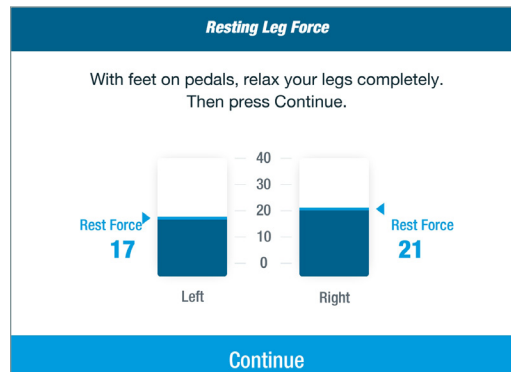 Resting Leg Force
With feet on pedals, relax your legs completely.
Then press Continue.
40
30
20
10
0
Rest Force
17
Rest Force
21
Left
Right
Continue